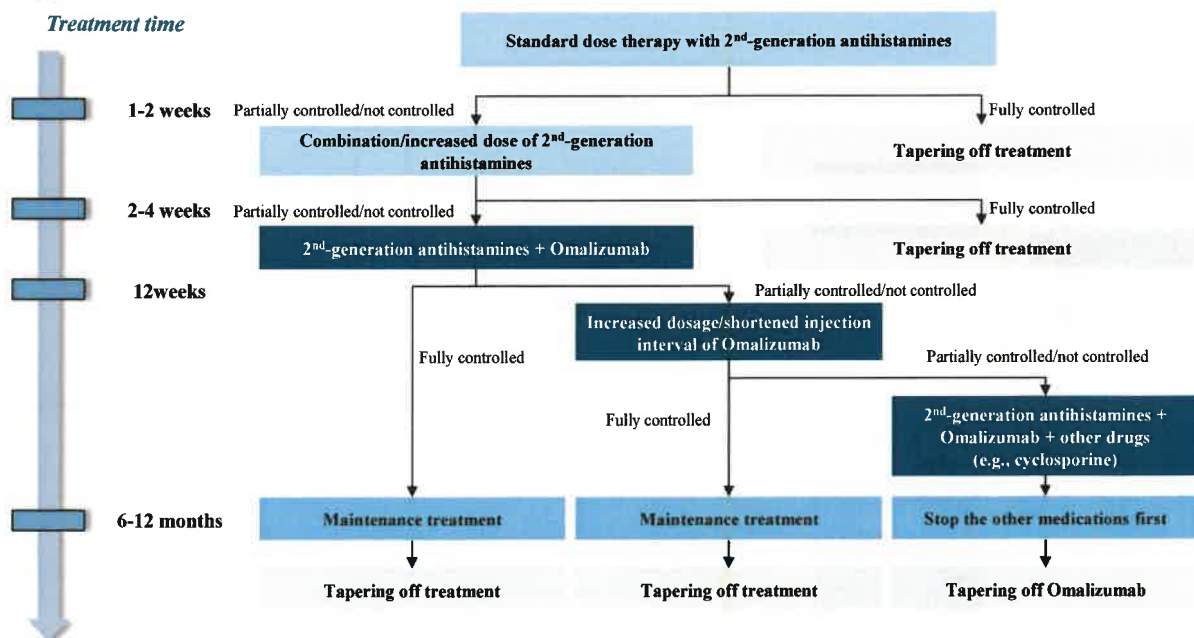 Treatment time
Standard dose therapy with 2nd-generation antihistamines
1-2 weeks
Partially controlled/not controlled
Fully controlled
Combination/increased dose of 2nd-generation
antihistamines
Tapering off treatment
2-4 weeks
Partially controlled/not controlled
Fully controlled
2nd-generation antihistamines + Omalizumab
Tapering off treatment
12weeks
Partially controlled/not controlled
Increased dosage/shortened injection
interval of Omalizumab
Fully controlled
Partially controlled/not controlled
Fully controlled
2nd-generation antihistamines +
Omalizumab + other drugs
(e.g., cyclosporine)
6-12 months
Maintenance treatment
Maintenance treatment
Stop the other medications first
Tapering off treatment
Tapering off treatment
Tapering off Omalizumab